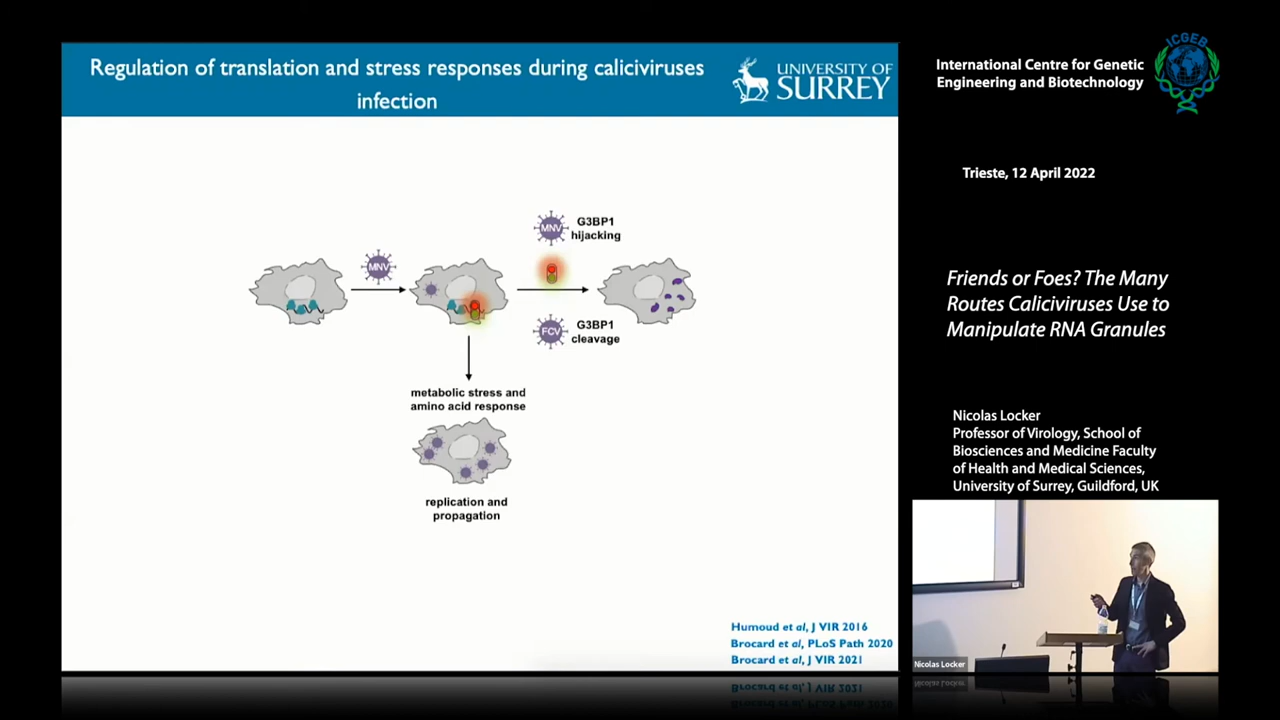 Regulation of translation and stress responses during caliciviruses
infection
UNIVERSITY OF
SURREY
MNV
G3BP1
hijacking
MNV
FCV
G3BP1
cleavage
metabolic stress and
amino acid response
replication and
propagation
Humoud et al, J VIR 2016
Brocard et al, PLoS Path 2020
Brocard et al, J VIR 2021
International Centre for Genetic
Engineering and Biotechnology
ICGEB
Trieste, 12 April 2022
Friends or Foes? The Many
Routes Caliciviruses Use to
Manipulate RNA Granules
Nicolas Locker
Professor of Virology, School of
Biosciences and Medicine Faculty
of Health and Medical Sciences,
University of Surrey, Guildford, UK
Nicolas Locker